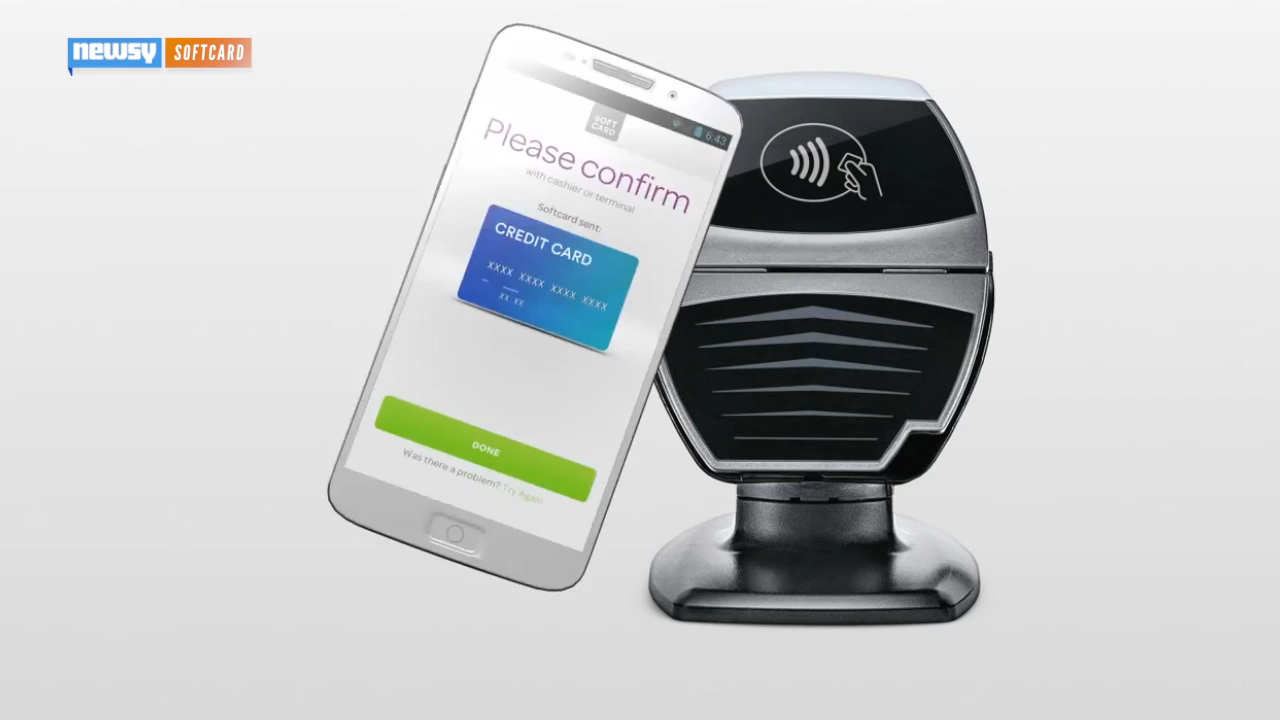 newsy SOFTCARD
6:43
SOFT
CARD
Please confirm
with cashier or terminal
Softcard sent:
CREDIT CARD
XXXX XXXX XXXX XXXX
XX XX
DONE
Was there a problem? Try Again.